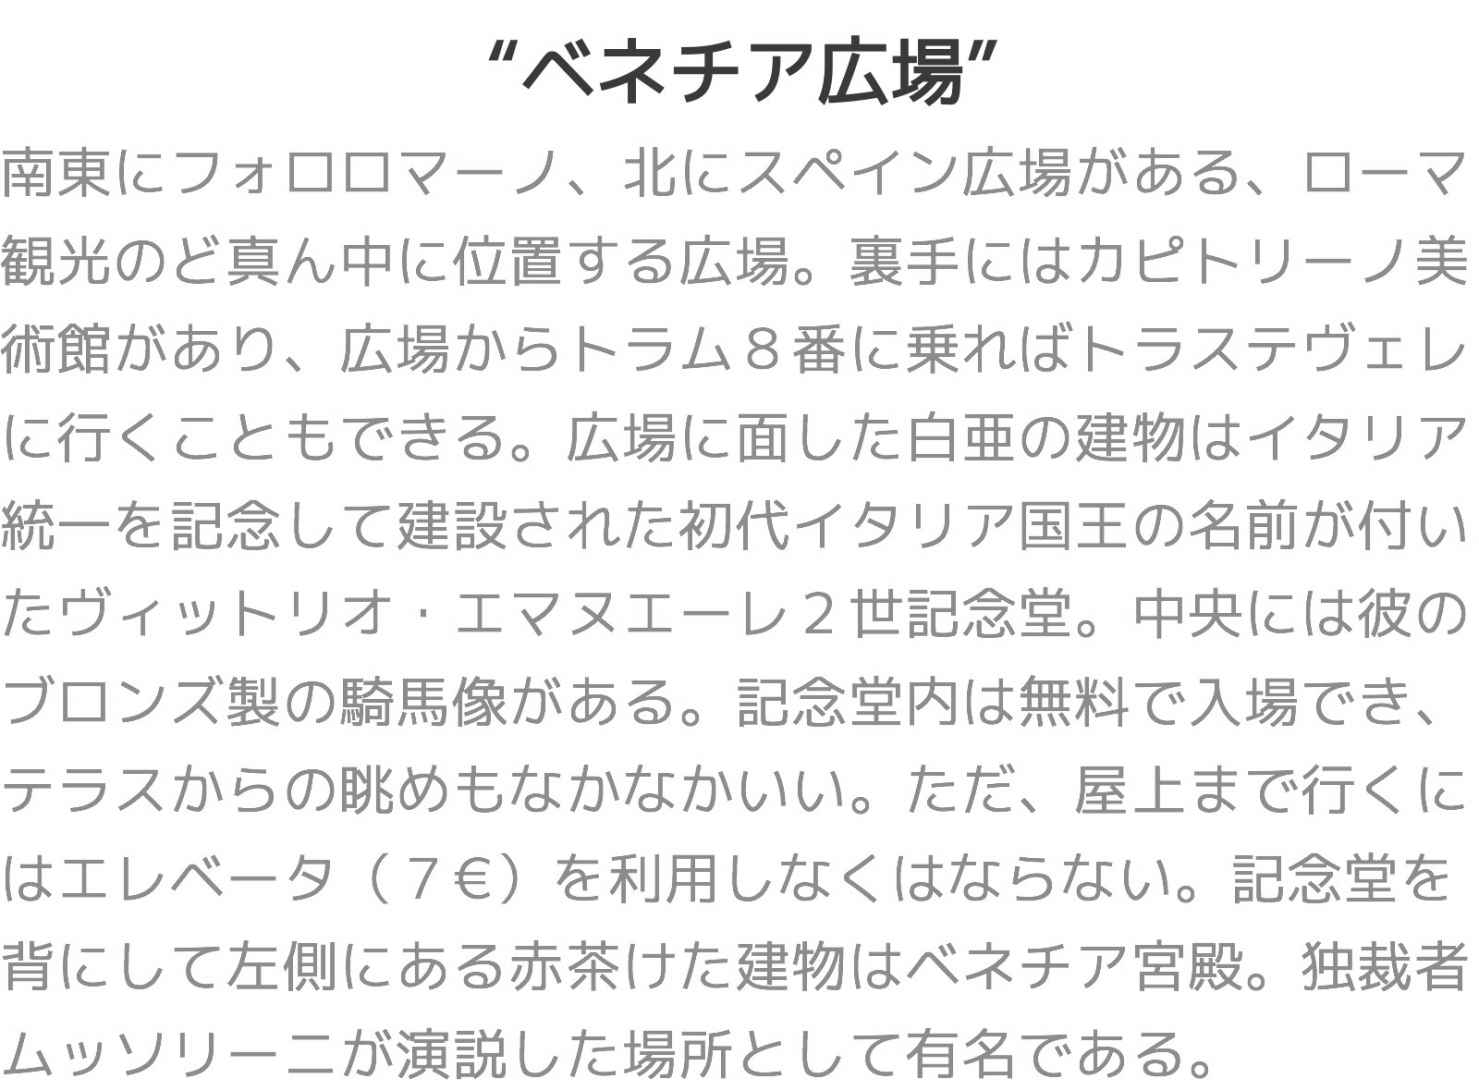 “ベネチア広場”
南東にフォロロマーノ、北にスペイン広場がある、ローマ
観光のど真ん中に位置する広場。裏手にはカピトリーノ美
術館があり、広場からトラム８番に乗ればトラステヴェレ
に行くこともできる。広場に面した白亜の建物はイタリア
統一を記念して建設された初代イタリア国王の名前が付い
たヴィットリオ・エマヌエーレ２世記念堂。中央には彼の
ブロンズ製の騎馬像がある。記念堂内は無料で入場でき、
テラスからの眺めもなかなかいい。ただ、屋上まで行くに
はエレベータ（７€）を利用しなくはならない。記念堂を
背にして左側にある赤茶けた建物はベネチア宮殿。独裁者
ムッソリーニが演説した場所として有名である。